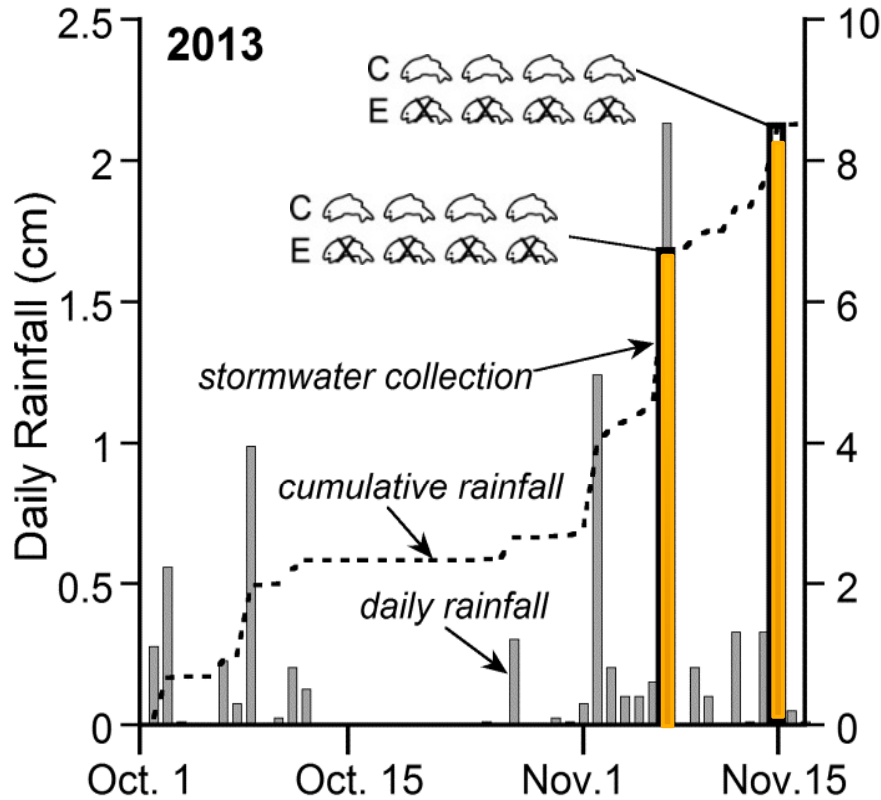 2013
C
E
C
E
stormwater collection
cumulative rainfall
daily rainfall
Daily Rainfall (cm)
2.5
2
1.5
1
0.5
0
10
8
6
4
2
0
Oct. 1
Oct. 15
Nov.1
Nov.15